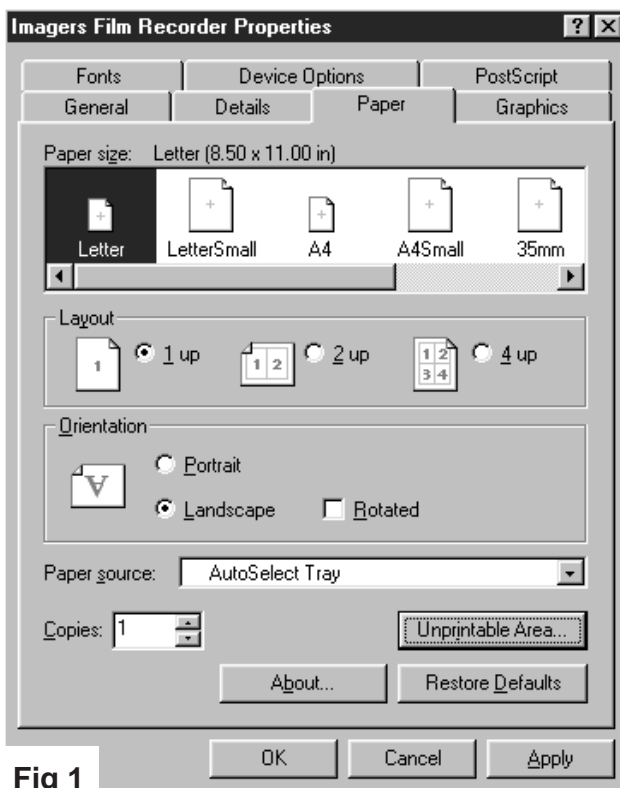 Imagers Film Recorder Properties
Fonts Device Options PostScript
General Details Paper Graphics
Paper size: Letter (8.50 x 11.00 in)
Letter LetterSmall A4 A4Small 35mm
Layout
1 1 up 1 2 2 up 1 2 3 4 4 up
Orientation
A Portrait
Landscape Rotated
Paper source: AutoSelect Tray
Copies: 1 Unprintable Area...
About... Restore Defaults
OK Cancel Apply
Fig 1